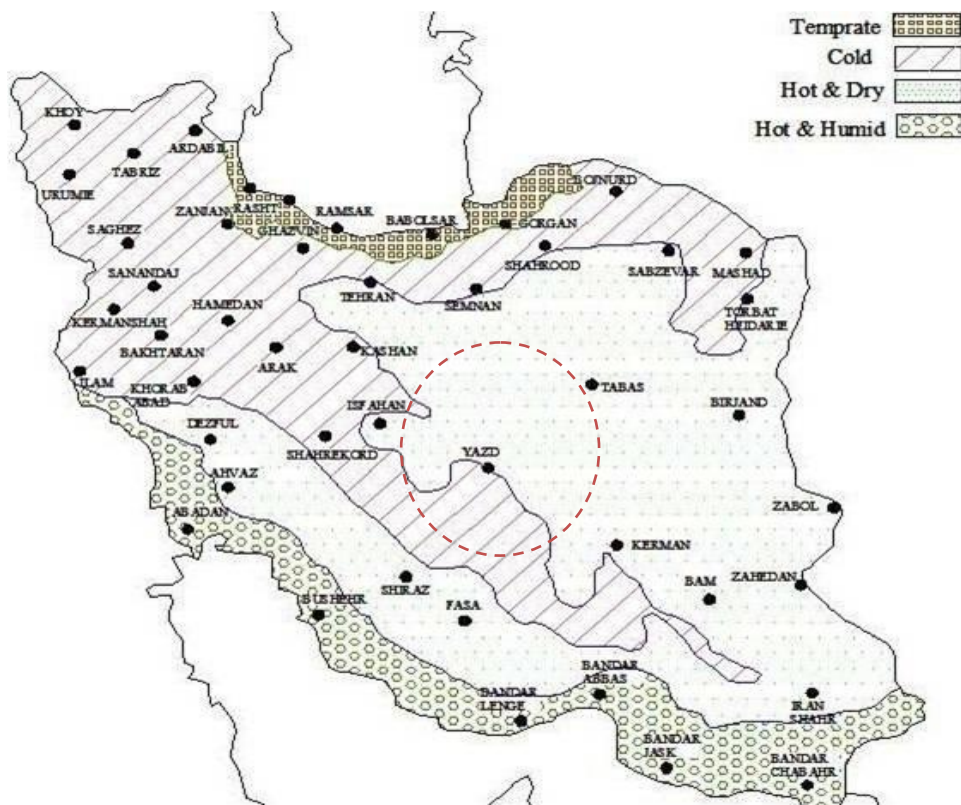 Temprate
Cold
Hot & Dry
Hot & Humid
KHOY
ARDABIL
TABRIZ
URUMIE
BOJNURD
ZANJAN
RASHT
RAMSAR
BABOLSAR
GORGAN
SAGHEZ
GHAZVIN
SHAHROOD
SABZEVAR
MASHAD
SANANDAJ
TEHRAN
SEMNAN
HAMEDAN
TORBAT
HEIDARIE
KERMANSHAH
BAKHTARAN
ARAK
KASHAN
ILAM
KHORAB
ABAD
TABAS
ISFAHAN
BIRJAND
DEZFUL
SHAHREKORD
YAZD
AHVAZ
ZABOL
ABADAN
KERMAN
SHIRAZ
BAM
ZAHEDAN
BUSHEHR
FASA
BANDAR
ABBAS
BANDAR
LENGE
IRAN
SHAHR
BANDAR
JASK
BANDAR
CHABAHR